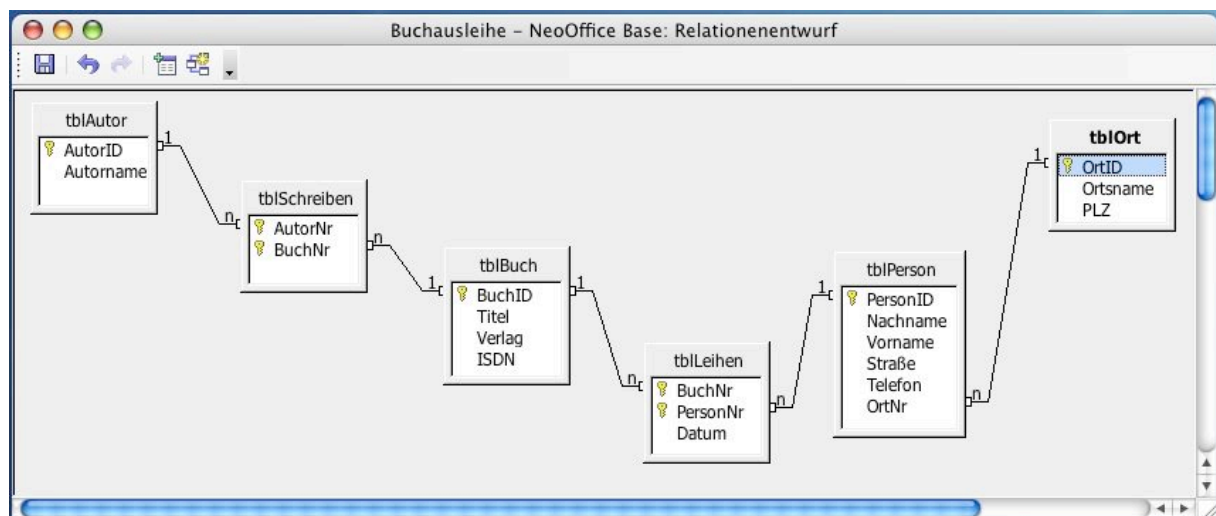 Buchausleihe – NeoOffice Base: Relationenentwurf
tblAutor
AutorID
Autorname
1
n
tblSchreiben
AutorNr
BuchNr
n
1
tblBuch
BuchID
Titel
Verlag
ISDN
1
n
tblLeihen
BuchNr
PersonNr
Datum
n
1
tblPerson
PersonID
Nachname
Vorname
Straße
Telefon
OrtNr
n
1
tblOrt
OrtID
Ortsname
PLZ